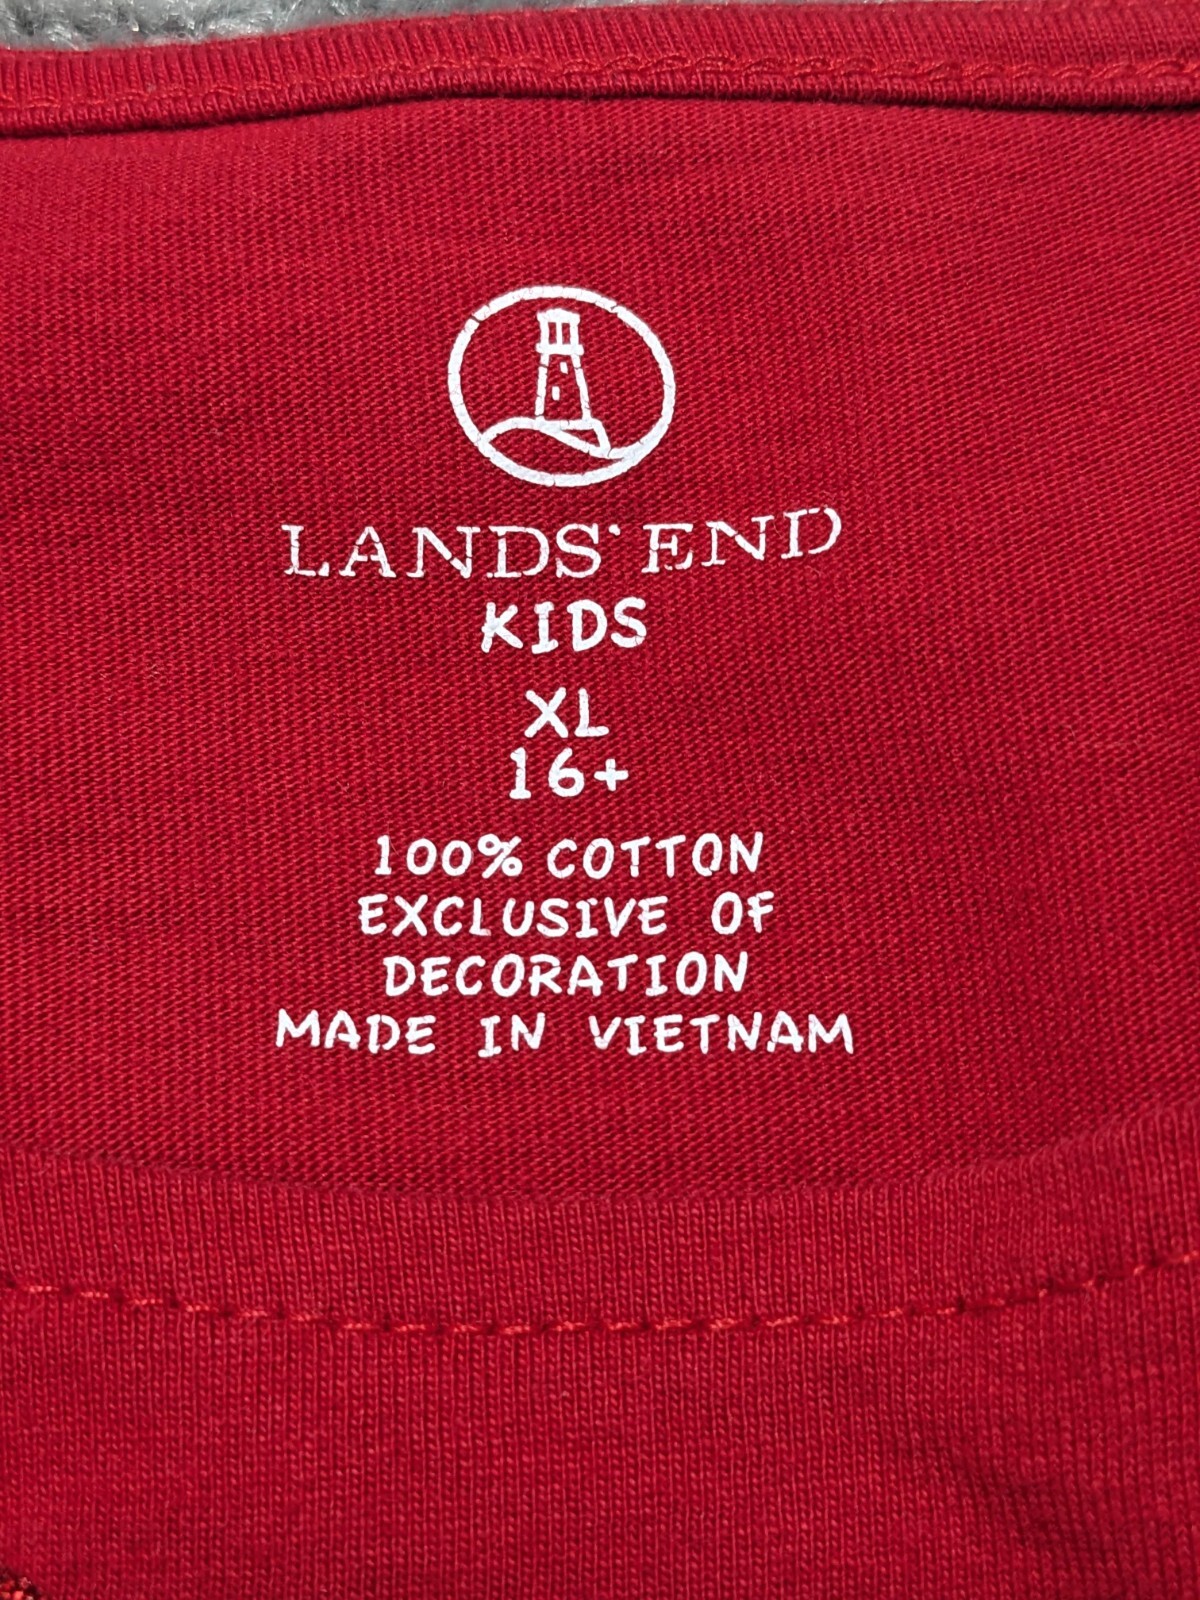 LANDS' END
KIDS
XL
16+
100% COTTON
EXCLUSIVE OF
DECORATION
MADE IN VIETNAM